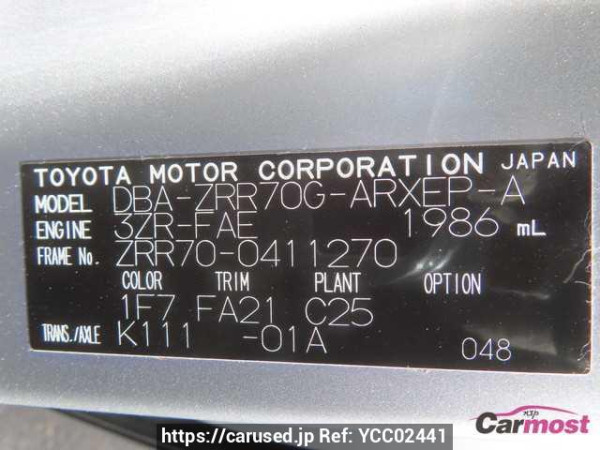 TOYOTA MOTOR CORPORATION JAPAN
MODEL DBA-ZRR70G-ARXEP-A
ENGINE 3ZR-FAE 1986 mL
FRAME No. ZRR70-0411270
COLOR TRIM PLANT OPTION
1F7 FA21 C25
TRANS./AXLE K111 -01A
048
Carmost
https://carused.jp Ref: YCC02441